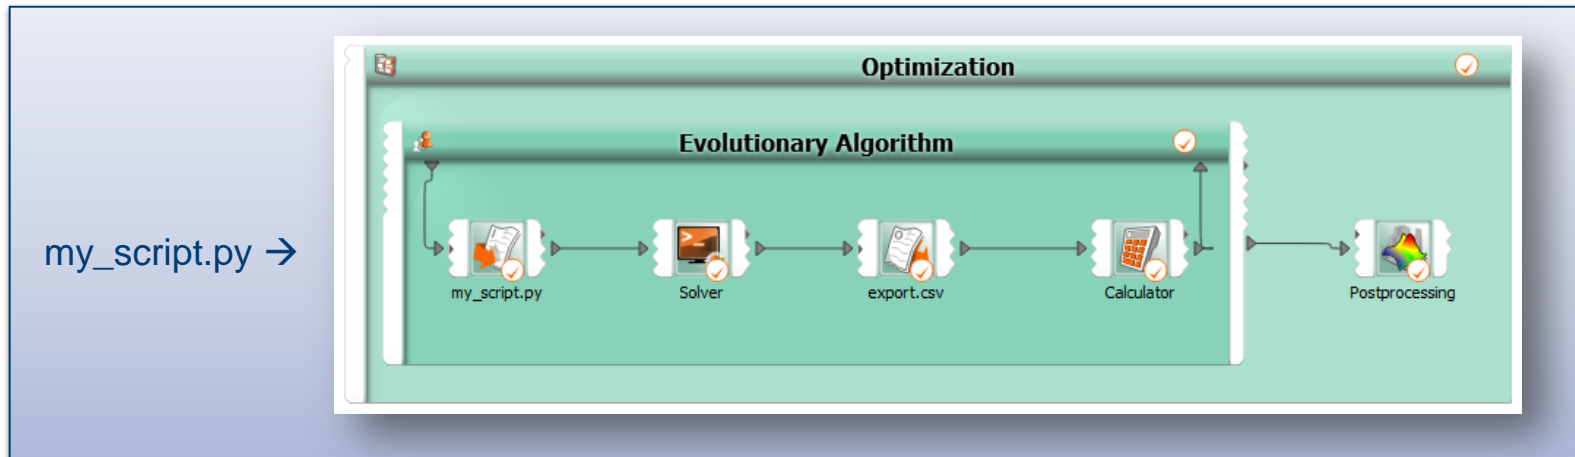 Optimization
Evolutionary Algorithm
my_script.py →
my_script.py
Solver
export.csv
Calculator
Postprocessing